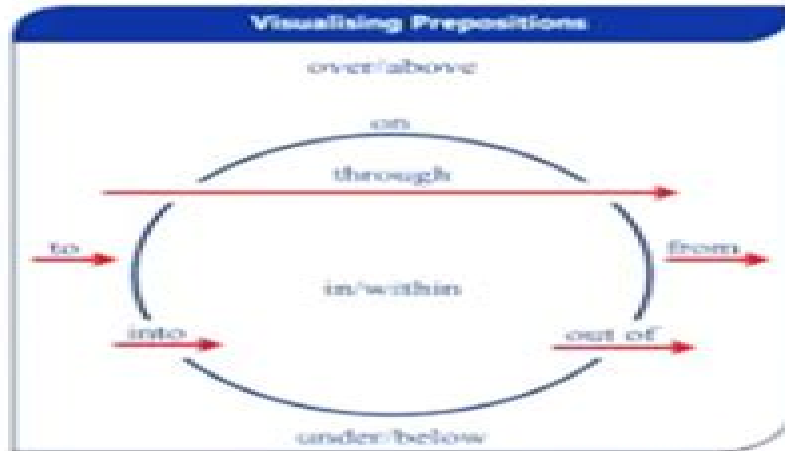 Visualising Prepositions
over/above
on
through
to
from
in/within
into
out of
under/below